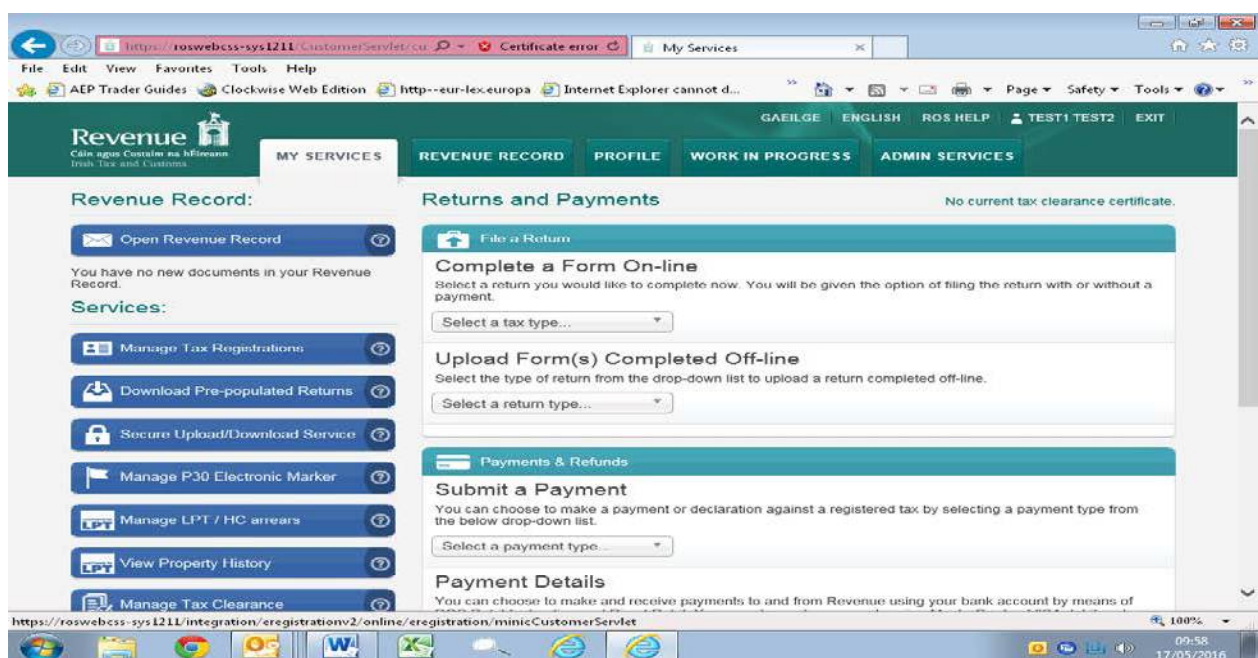 https://roswebcss-sys1211/CustomerServlet/cu
Certificate error
My Services
File Edit View Favorites Tools Help
AEP Trader Guides Clockwise Web Edition http--eur-lex.europa Internet Explorer cannot d... Page Safety Tools
GAEILGE ENGLISH ROS HELP TEST1 TEST2 EXIT
Revenue
Cáin agus Custaim na hÉireann
Irish Tax and Customs
MY SERVICES REVENUE RECORD PROFILE WORK IN PROGRESS ADMIN SERVICES
Revenue Record:
Open Revenue Record
You have no new documents in your Revenue
Record.
Services:
Manage Tax Registrations
Download Pre-populated Returns
Secure Upload/Download Service
Manage P30 Electronic Marker
LPT Manage LPT / HC arrears
LPT View Property History
Manage Tax Clearance
Returns and Payments
No current tax clearance certificate.
File a Return
Complete a Form On-line
Select a return you would like to complete now. You will be given the option of filing the return with or without a
payment.
Select a tax type...
Upload Form(s) Completed Off-line
Select the type of return from the drop-down list to upload a return completed off-line.
Select a return type...
Payments & Refunds
Submit a Payment
You can choose to make a payment or declaration against a registered tax by selecting a payment type from
the below drop-down list.
Select a payment type...
Payment Details
You can choose to make and receive payments to and from Revenue using your bank account by means of
https://roswebcss-sys1211/integration/eregistrationv2/online/eregistration/minicCustomerServlet
100%
09:58
17/05/2016